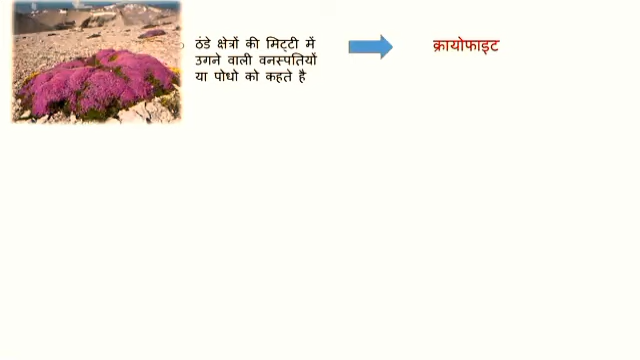 ठंडे क्षेत्रों की मिट्टी में
उगने वाली वनस्पतियों
या पोधो को कहते है
क्रायोफाइट